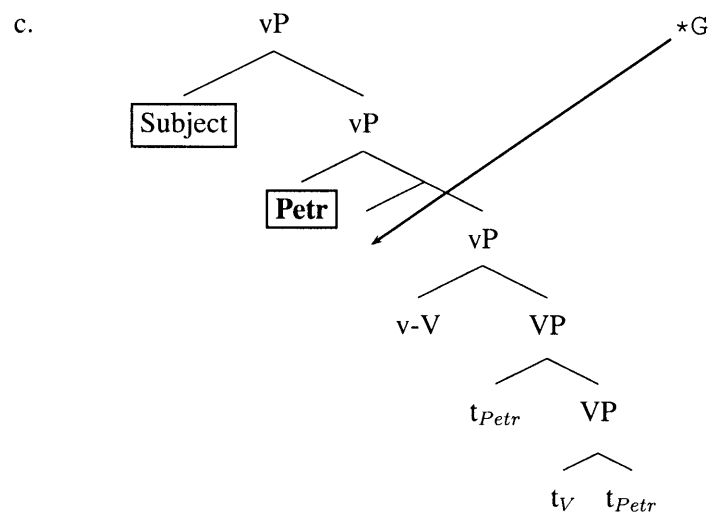 c. vP *G
Subject vP
Petr vP
v-V VP
t_Petr VP
t_V t_Petr